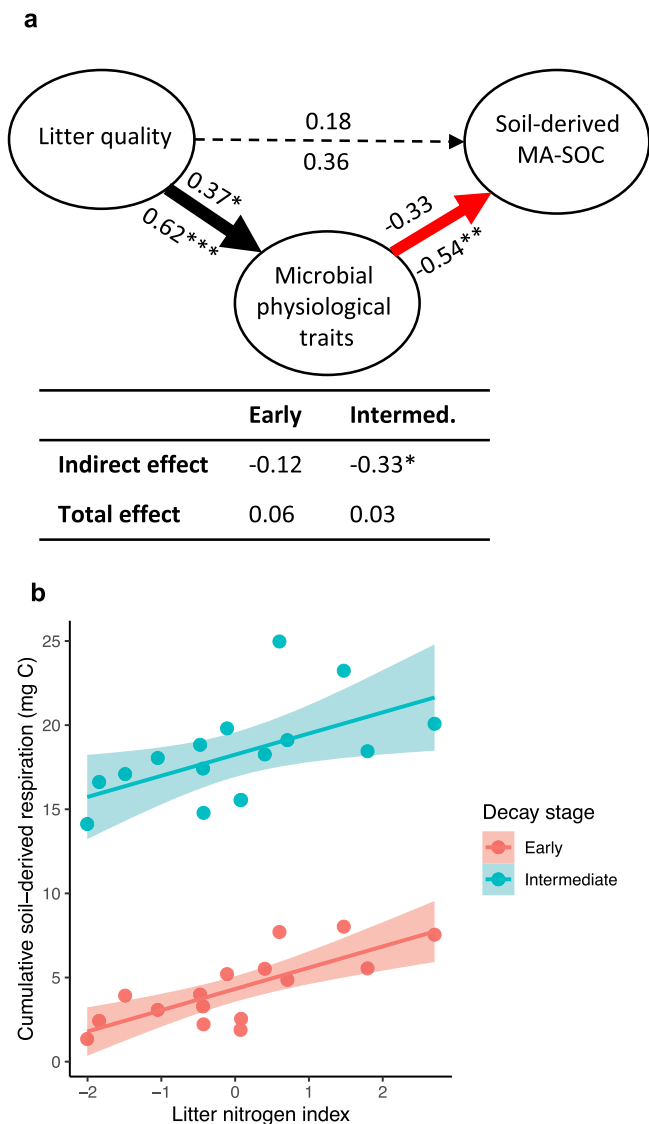 a
Litter quality
0.18
0.36
Soil-derived
MA-SOC
0.37*
0.62***
-0.33
-0.54**
Microbial
physiological
traits
Early Intermed.
Indirect effect -0.12 -0.33*
Total effect 0.06 0.03
b
Cumulative soil−derived respiration (mg C)
25
20
15
10
5
0
−2 −1 0 1 2
Litter nitrogen index
Decay stage
Early
Intermediate